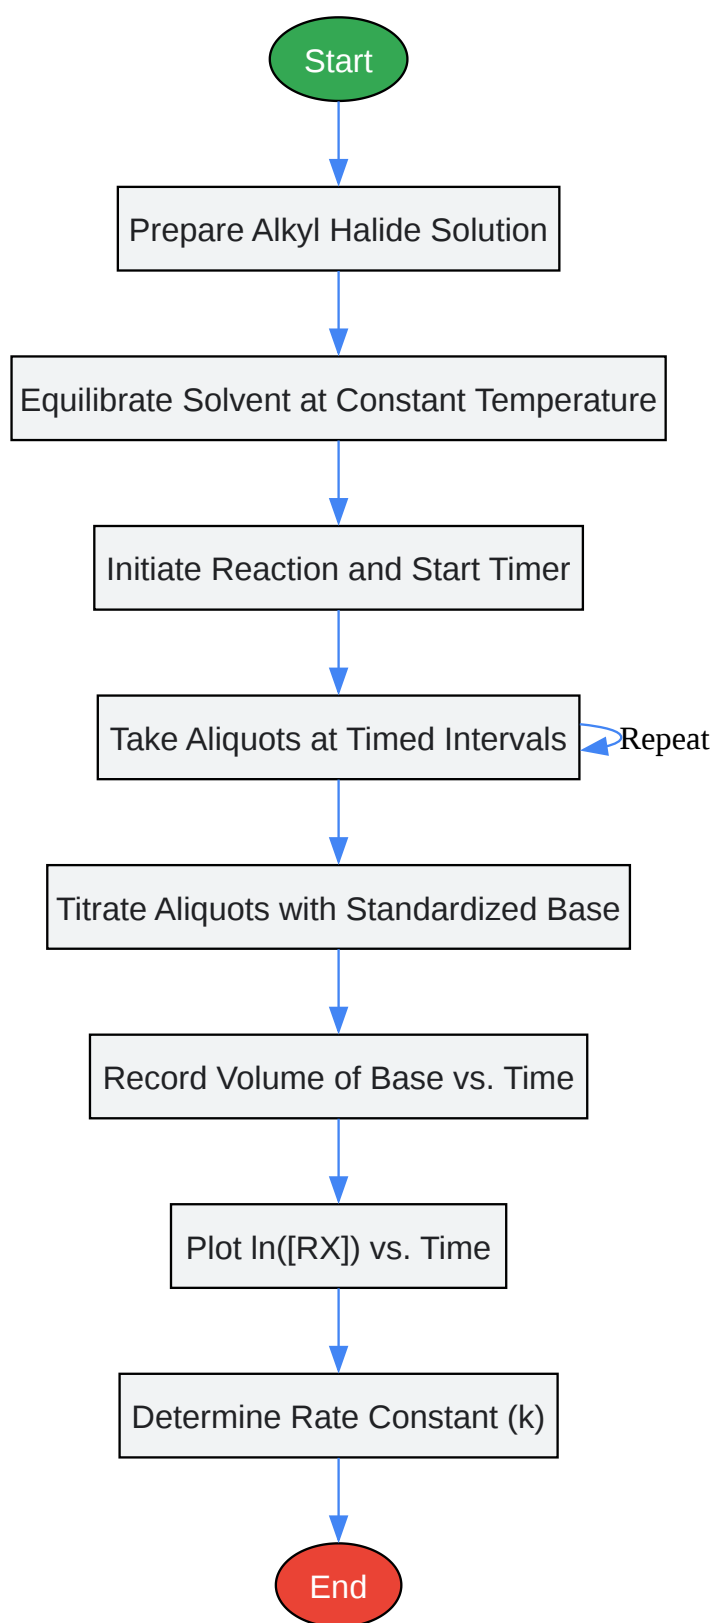 Start
Prepare Alkyl Halide Solution
Equilibrate Solvent at Constant Temperature
Initiate Reaction and Start Timer
Take Aliquots at Timed Intervals
Repeat
Titrate Aliquots with Standardized Base
Record Volume of Base vs. Time
Plot ln([RX]) vs. Time
Determine Rate Constant (k)
End